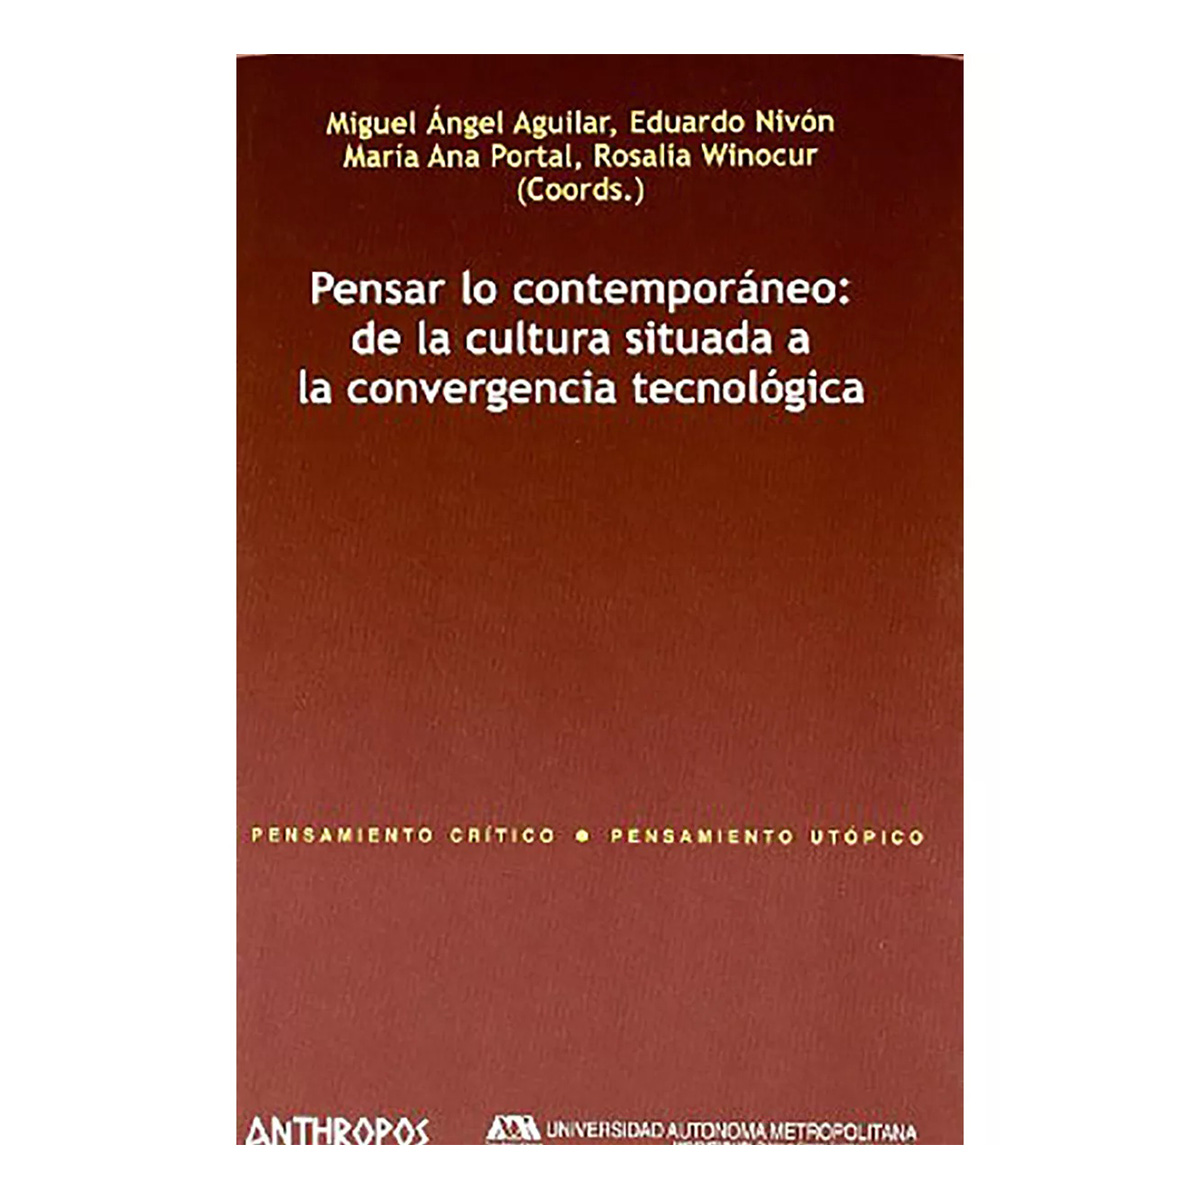 Miguel Ángel Aguilar, Eduardo Nivón
María Ana Portal, Rosalía Winocur
(Coords.)
Pensar lo contemporáneo:
de la cultura situada a
la convergencia tecnológica
PENSAMIENTO CRÍTICO ● PENSAMIENTO UTÓPICO
ANTHROPOS
UNIVERSIDAD AUTONOMA METROPOLITANA